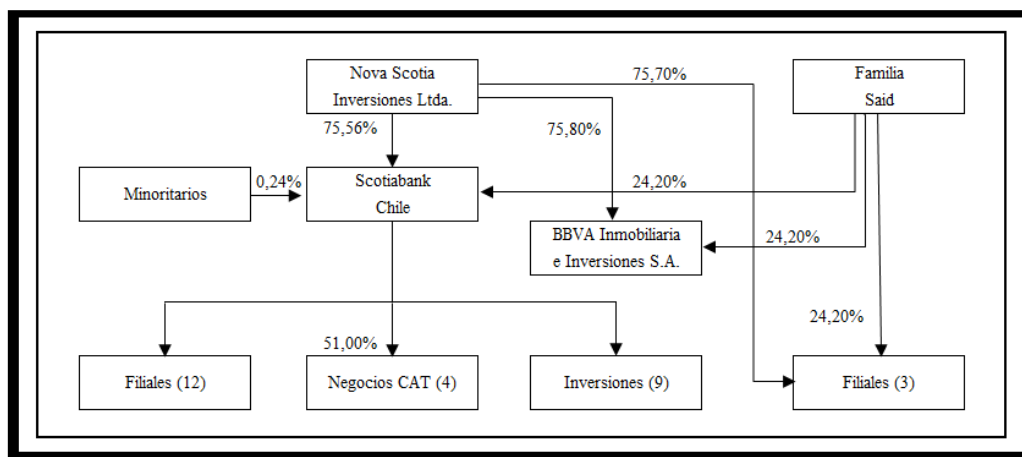 Nova Scotia
Inversiones Ltda.
75,70%
Familia
Said
75,56%
75,80%
Minoritarios
0,24%
Scotiabank
Chile
24,20%
BBVA Inmobiliaria
e Inversiones S.A.
24,20%
24,20%
51,00%
Filiales (12)
Negocios CAT (4)
Inversiones (9)
Filiales (3)